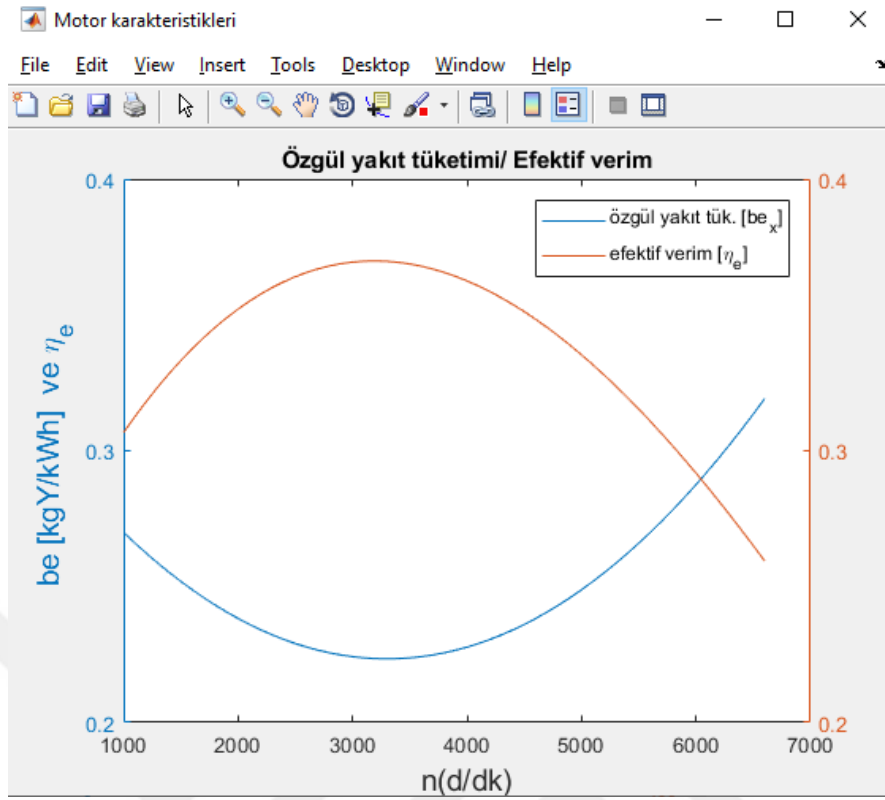 Motor karakteristikleri
File Edit View Insert Tools Desktop Window Help
Özgül yakıt tüketimi/ Efektif verim
0.4
0.4
özgül yakıt tük. [be_x]
efektif verim [η_e]
be [kgY/kWh] ve η_e
0.3
0.3
0.2
0.2
1000 2000 3000 4000 5000 6000 7000
n(d/dk)